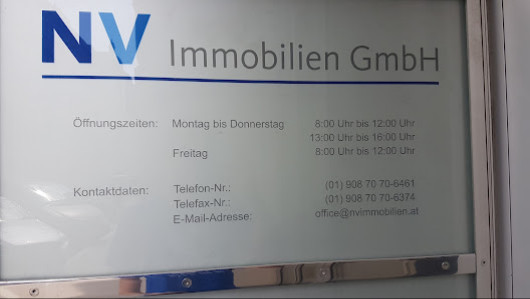 NV Immobilien GmbH
Öffnungszeiten: Montag bis Donnerstag 8:00 Uhr bis 12:00 Uhr
13:00 Uhr bis 16:00 Uhr
Freitag 8:00 Uhr bis 12:00 Uhr
Kontaktdaten: Telefon-Nr.: (01) 908 70 70-6461
Telefax-Nr.: (01) 908 70 70-6374
E-Mail-Adresse: office@nvimmobilien.at